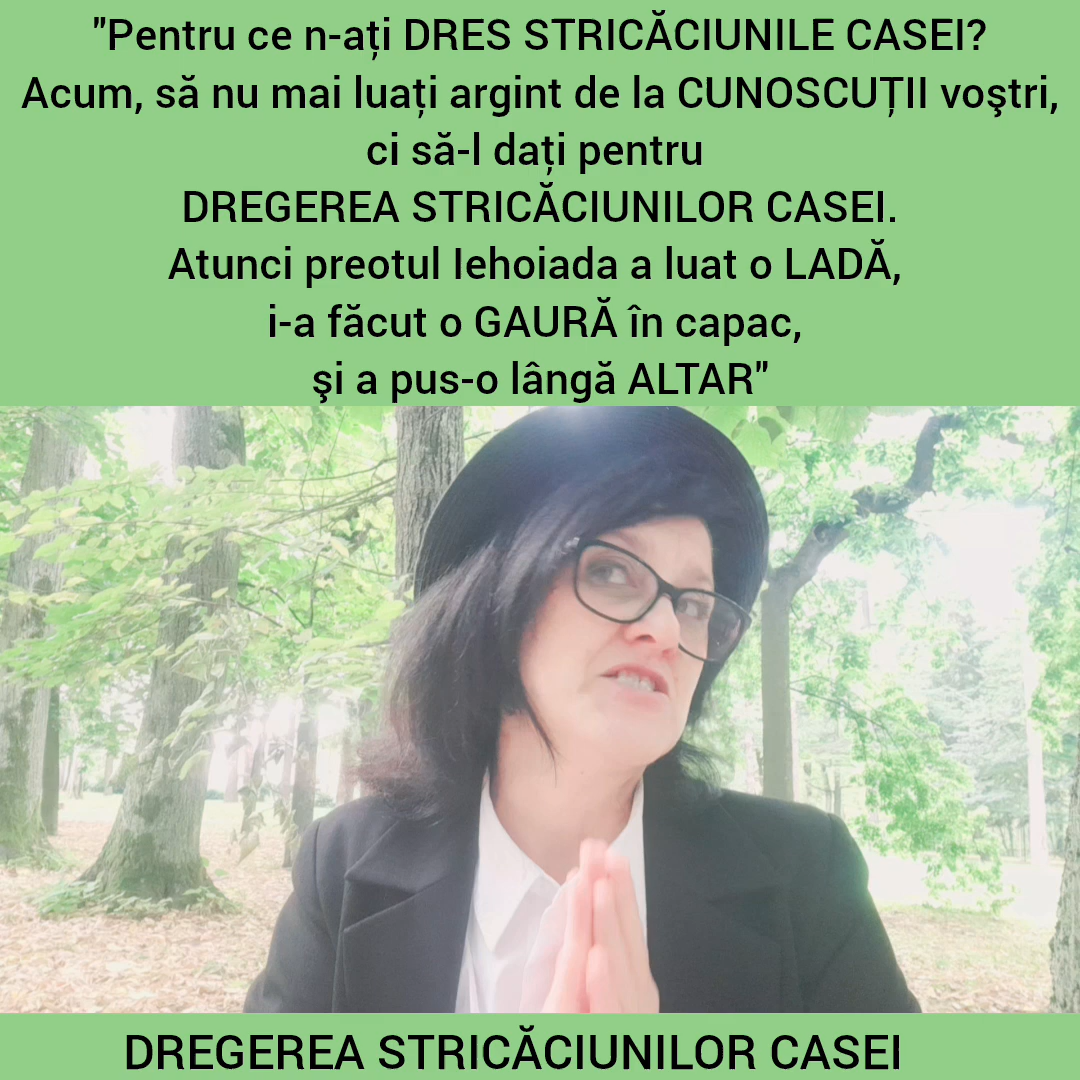 "Pentru ce n-ați DRES STRICĂCIUNILE CASEI?
Acum, să nu mai luați argint de la CUNOSCUȚII voştri,
ci să-l dați pentru
DREGEREA STRICĂCIUNILOR CASEI.
Atunci preotul Iehoiada a luat o LADĂ,
i-a făcut o GAURĂ în capac,
şi a pus-o lângă ALTAR"
DREGEREA STRICĂCIUNILOR CASEI